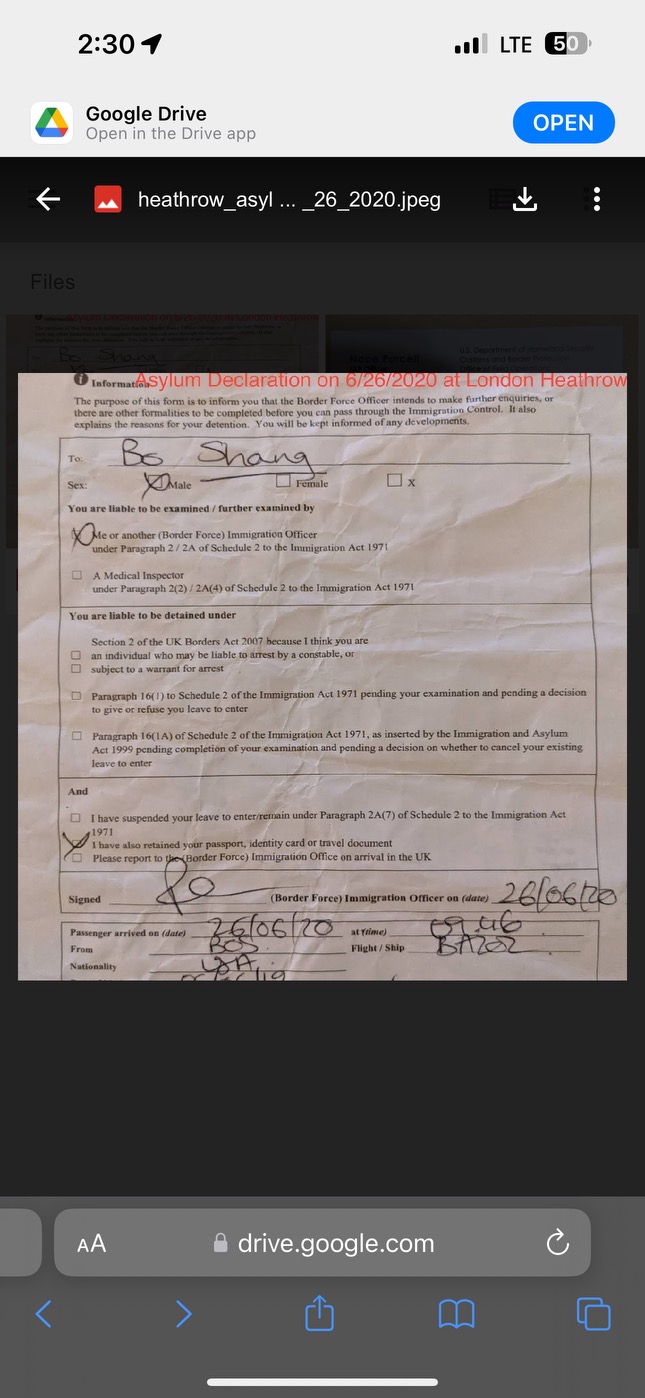 2:30
LTE 50
Google Drive
Open in the Drive app
OPEN
heathrow_asyl ... _26_2020.jpeg
Files
Asylum Declaration on 6/26/2020 at London Heathrow
The purpose of this form is to inform you that the Border Force Officer intends to make further enquiries, or
there are other formalities to be completed before you can pass through the Immigration Control. It also
explains the reasons for your detention. You will be kept informed of any developments.
To: Bo Shang
Sex: Male Female X
You are liable to be examined / further examined by
Me or another (Border Force) Immigration Officer
under Paragraph 2 / 2A of Schedule 2 to the Immigration Act 1971
A Medical Inspector
under Paragraph 2(2) / 2A(4) of Schedule 2 to the Immigration Act 1971
You are liable to be detained under
Section 2 of the UK Borders Act 2007 because I think you are
an individual who may be liable to arrest by a constable, or
subject to a warrant for arrest
Paragraph 16(1) to Schedule 2 of the Immigration Act 1971 pending your examination and pending a decision
to give or refuse you leave to enter
Paragraph 16(1A) of Schedule 2 of the Immigration Act 1971, as inserted by the Immigration and Asylum
Act 1999 pending completion of your examination and pending a decision on whether to cancel your existing
leave to enter
And
I have suspended your leave to enter/remain under Paragraph 2A(7) of Schedule 2 to the Immigration Act
1971
I have also retained your passport, identity card or travel document
Please report to the (Border Force) Immigration Office on arrival in the UK
Signed (Border Force) Immigration Officer on (date) 26/06/20
Passenger arrived on (date) 26/06/20 at (time) 09.46
From BOS Flight / Ship BA202
Nationality USA
AA drive.google.com